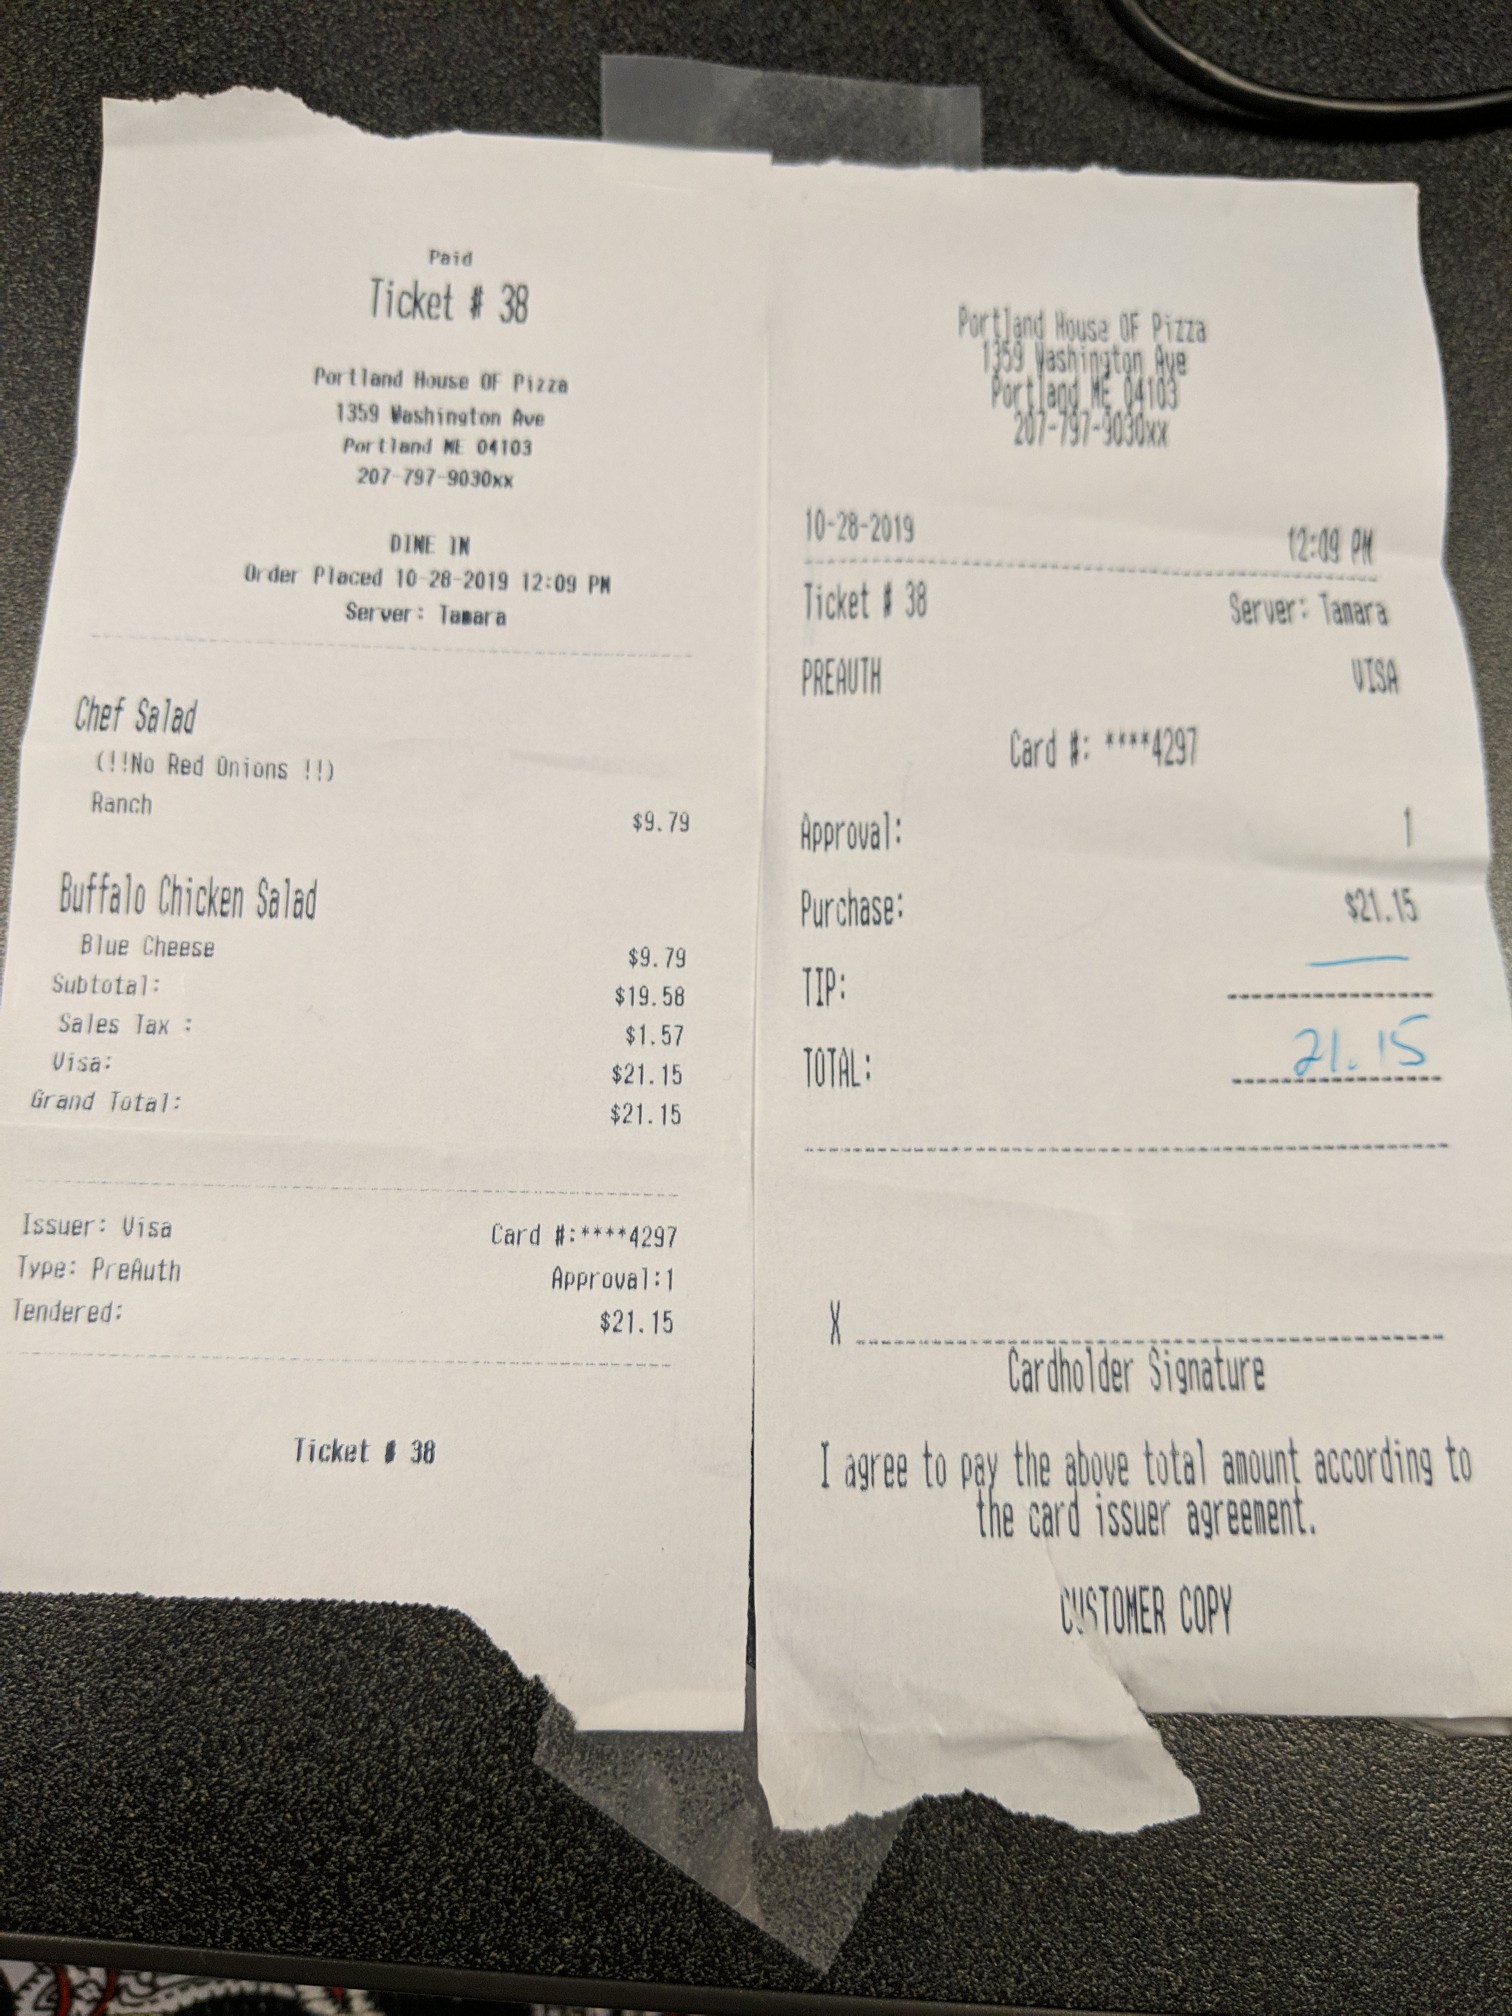 Paid
Ticket # 38
Portland House OF Pizza
1359 Washington Ave
Portland ME 04103
207-797-9030xx
DINE IN
Order Placed 10-28-2019 12:09 PM
Server: Tamara
Chef Salad
(!!No Red Onions !!)
Ranch $9.79
Buffalo Chicken Salad
Blue Cheese $9.79
Subtotal: $19.58
Sales Tax : $1.57
Visa: $21.15
Grand Total: $21.15
Issuer: Visa Card #:****4297
Type: PreAuth Approval:1
Tendered: $21.15
Ticket # 38
Portland House OF Pizza
1359 Washington Ave
Portland ME 04103
207-797-9030xx
10-28-2019 12:09 PM
Ticket # 38 Server: Tamara
PREAUTH VISA
Card #: ****4297
Approval: 1
Purchase: $21.15
TIP: —
TOTAL: 21.15
X
Cardholder Signature
I agree to pay the above total amount according to
the card issuer agreement.
CUSTOMER COPY